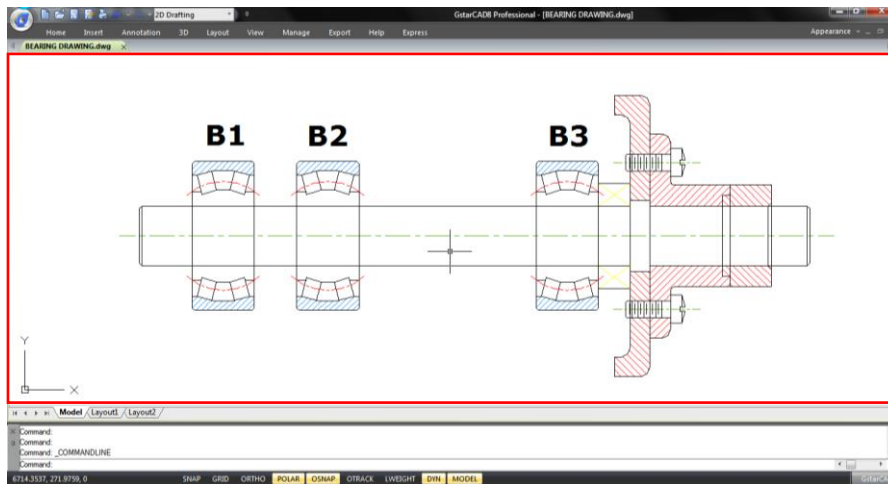 2D Drafting
GstarCAD8 Professional - [BEARING DRAWING.dwg]
Home Insert Annotation 3D Layout View Manage Export Help Express Appearance
BEARING DRAWING.dwg
B1 B2 B3
Y
X
Model Layout1 Layout2
Command:
Command:
Command: _COMMANDLINE
Command:
6714.3537, 271.9759, 0 SNAP GRID ORTHO POLAR OSNAP OTRACK LWEIGHT DYN MODEL GstarCA